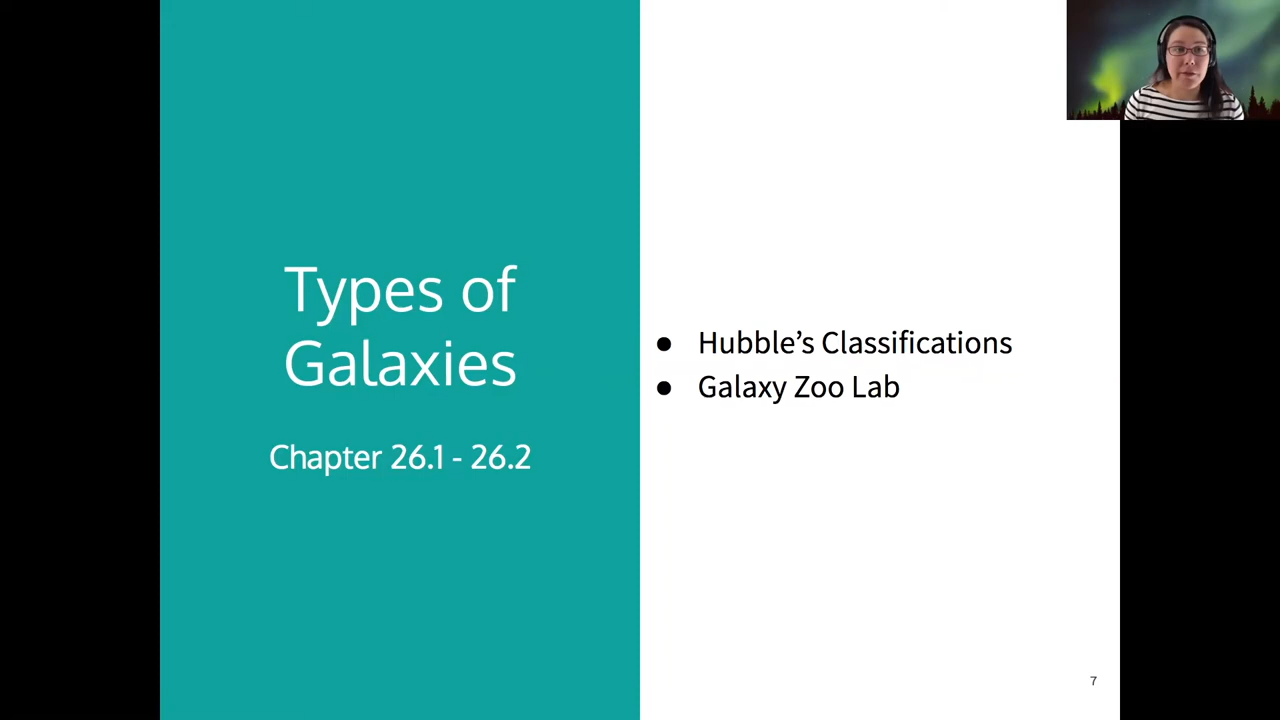 Types of
Galaxies
Chapter 26.1 - 26.2
● Hubble’s Classifications
● Galaxy Zoo Lab
7